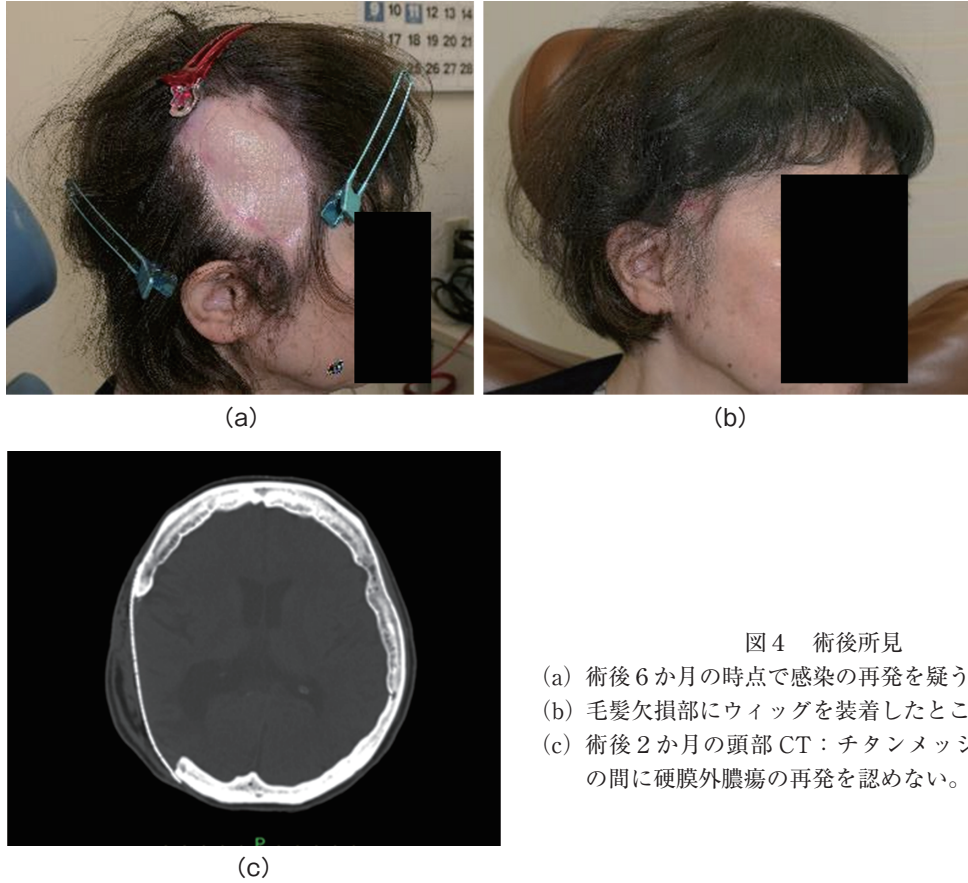 9 10 11 12 13 14
17 18 19 20 21
25 26 27 28
(a)
(b)
P
(c)
図4 術後所見
(a) 術後6か月の時点で感染の再発を疑う
(b) 毛髪欠損部にウィッグを装着したとこ
(c) 術後2か月の頭部CT:チタンメッシ
の間に硬膜外膿瘍の再発を認めない。